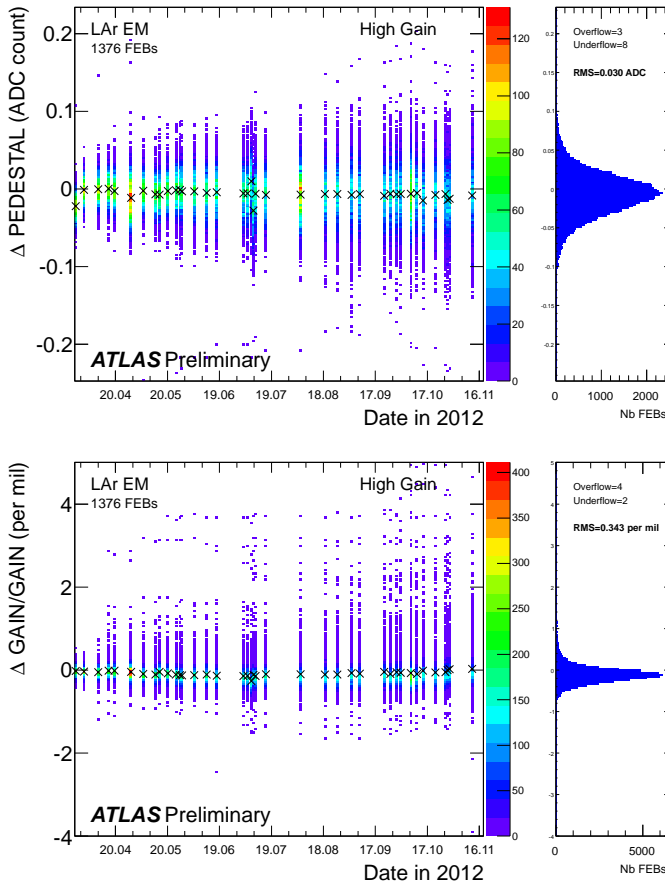 LAr EM
1376 FEBs
High Gain
Δ PEDESTAL (ADC count)
0.2
0.1
0
-0.1
-0.2
ATLAS Preliminary
20.04 20.05 19.06 19.07 18.08 17.09 17.10 16.11
Date in 2012
120
100
80
60
40
20
0
Overflow=3
Underflow=8
RMS=0.030 ADC
0.2
0.15
0.1
0.05
0
-0.05
-0.1
-0.15
-0.2
0 1000 2000
Nb FEBs
LAr EM
1376 FEBs
High Gain
Δ GAIN/GAIN (per mil)
4
2
0
-2
-4
ATLAS Preliminary
20.04 20.05 19.06 19.07 18.08 17.09 17.10 16.11
Date in 2012
400
350
300
250
200
150
100
50
0
Overflow=4
Underflow=2
RMS=0.343 per mil
5
4
3
2
1
0
-1
-2
-3
-4
0 5000
Nb FEBs